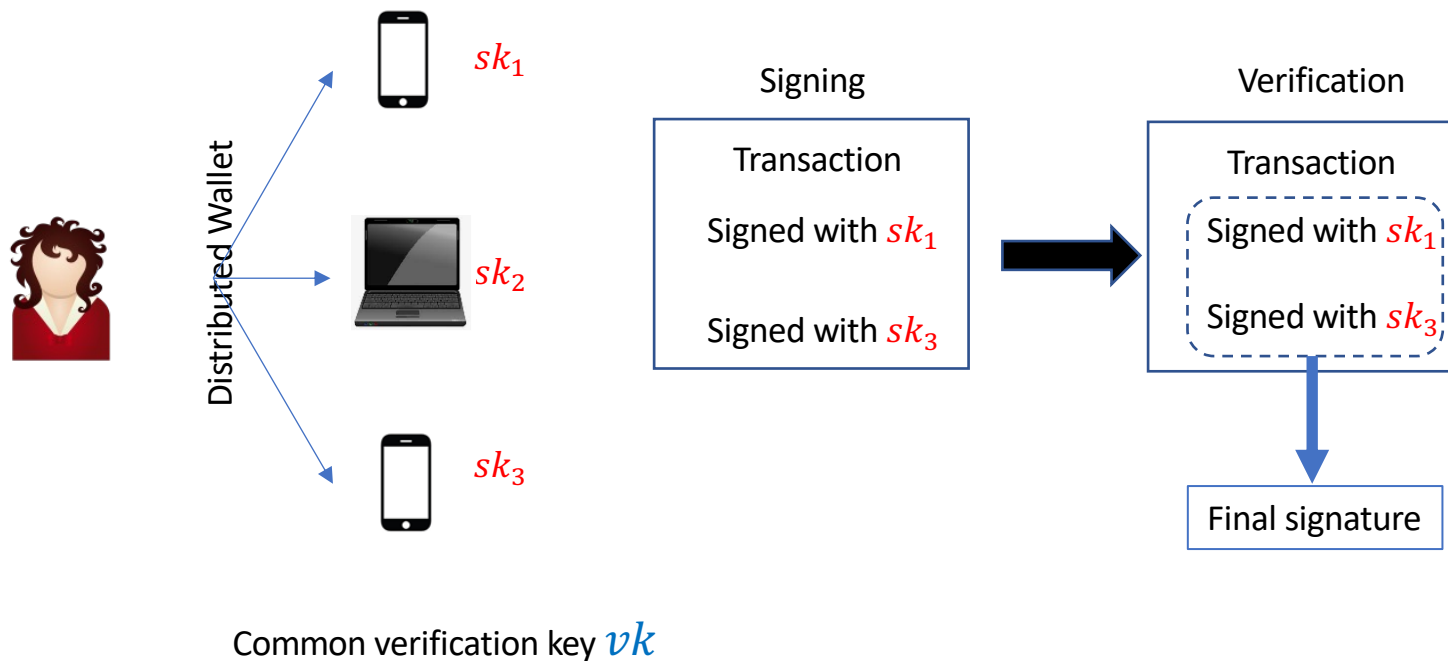 Distributed Wallet
sk₁
sk₂
sk₃
Signing
Transaction
Signed with sk₁
Signed with sk₃
Verification
Transaction
Signed with sk₁
Signed with sk₃
Final signature
Common verification key vk